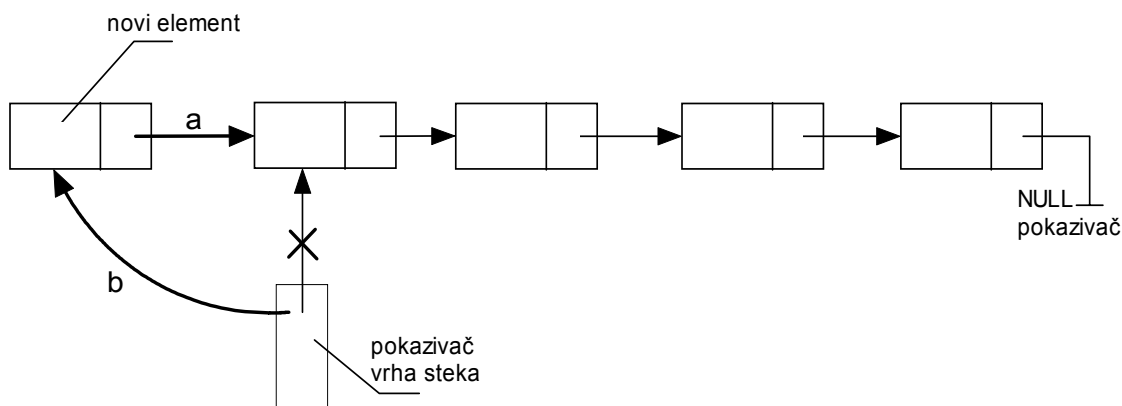 novi element
a
NULL
pokazivač
b
pokazivač
vrha steka